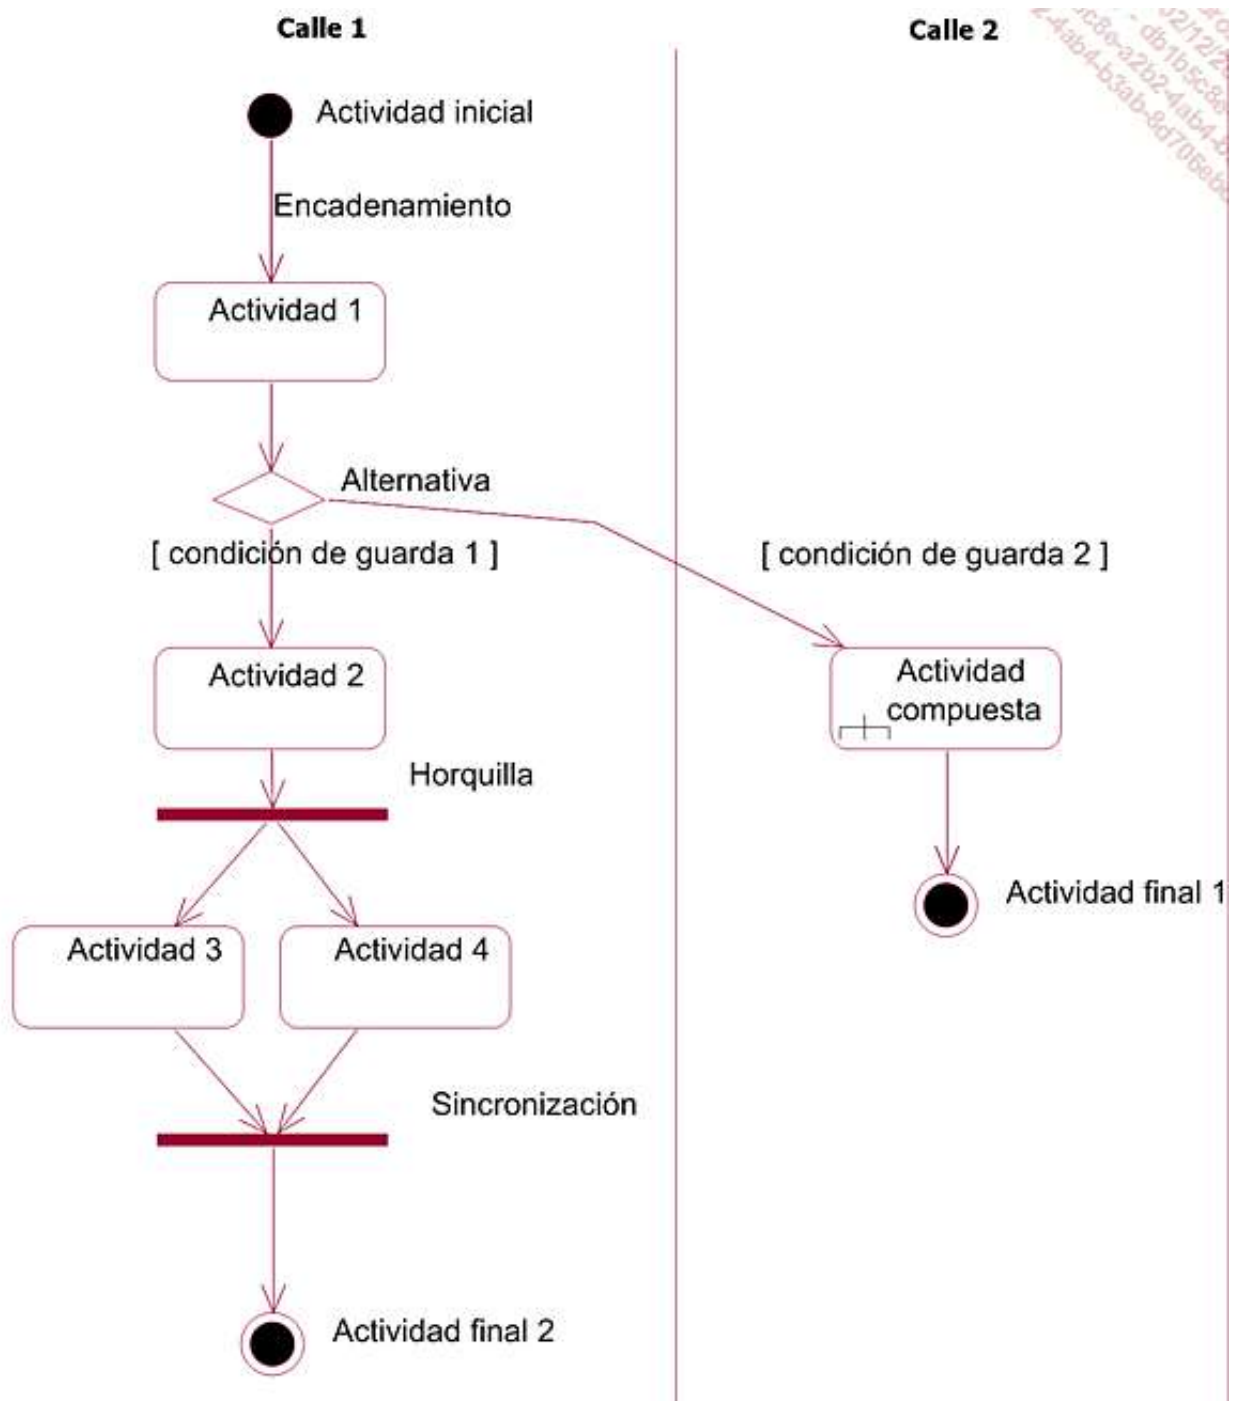 Calle 1
Calle 2
Actividad inicial
Encadenamiento
Actividad 1
Alternativa
[ condición de guarda 1 ]
[ condición de guarda 2 ]
Actividad 2
Actividad
compuesta
Horquilla
Actividad final 1
Actividad 3
Actividad 4
Sincronización
Actividad final 2